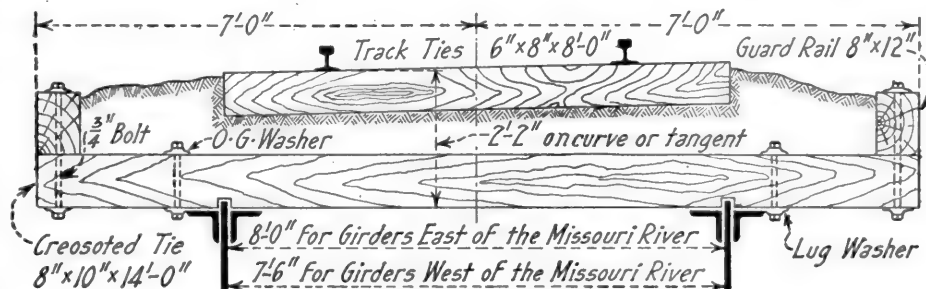 7'-0" 7'-0"
Track Ties 6"x8"x8'-0" Guard Rail 8"x12"
3/4" Bolt O.G. Washer 2'-2" on curve or tangent
Creosoted Tie 8'-0" For Girders East of the Missouri River Lug Washer
8"x10"x14'-0" 7'-6" For Girders West of the Missouri River